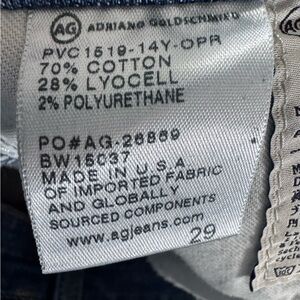 AG ADRIANO GOLDSCHMIED
PVC1519-14Y-OPR
70% COTTON
28% LYOCELL
2% POLYURETHANE
PO#AG-26869
BW15037
MADE IN U.S.A
OF IMPORTED FABRIC
AND GLOBALLY
SOURCED COMPONENTS
www.agjeans.com
29